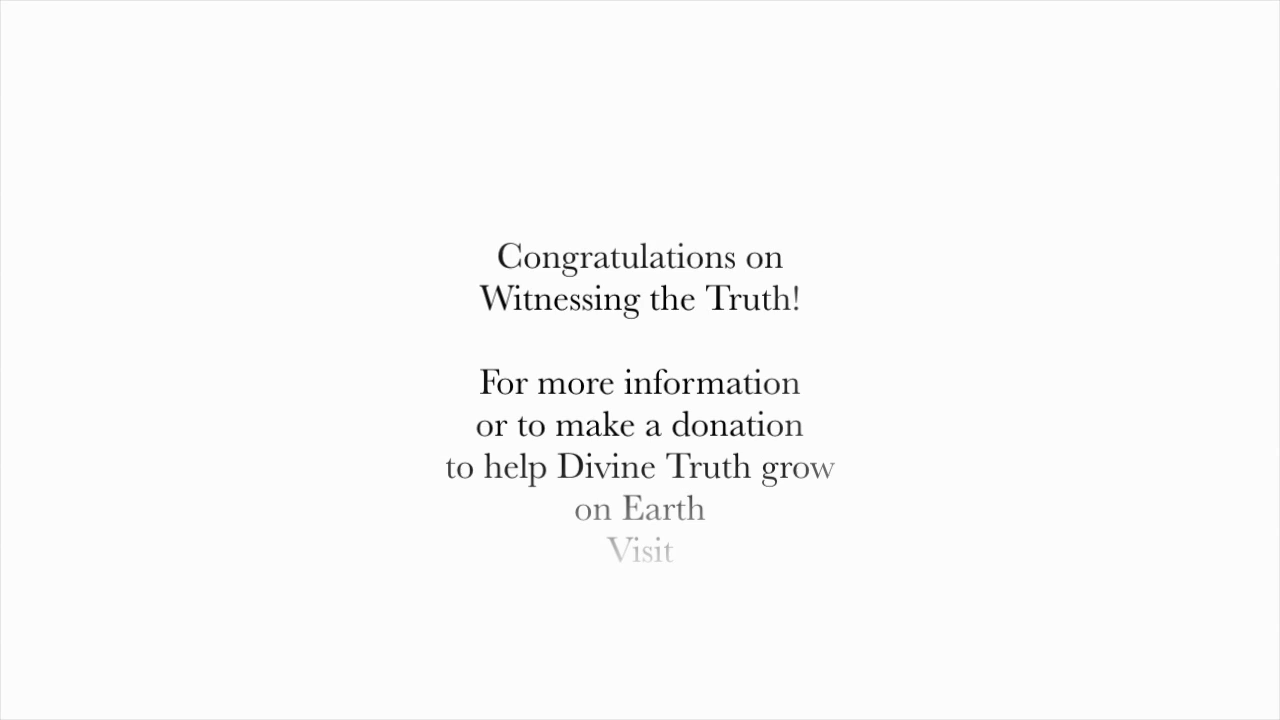 Congratulations on
Witnessing the Truth!
For more information
or to make a donation
to help Divine Truth grow
on Earth
Visit